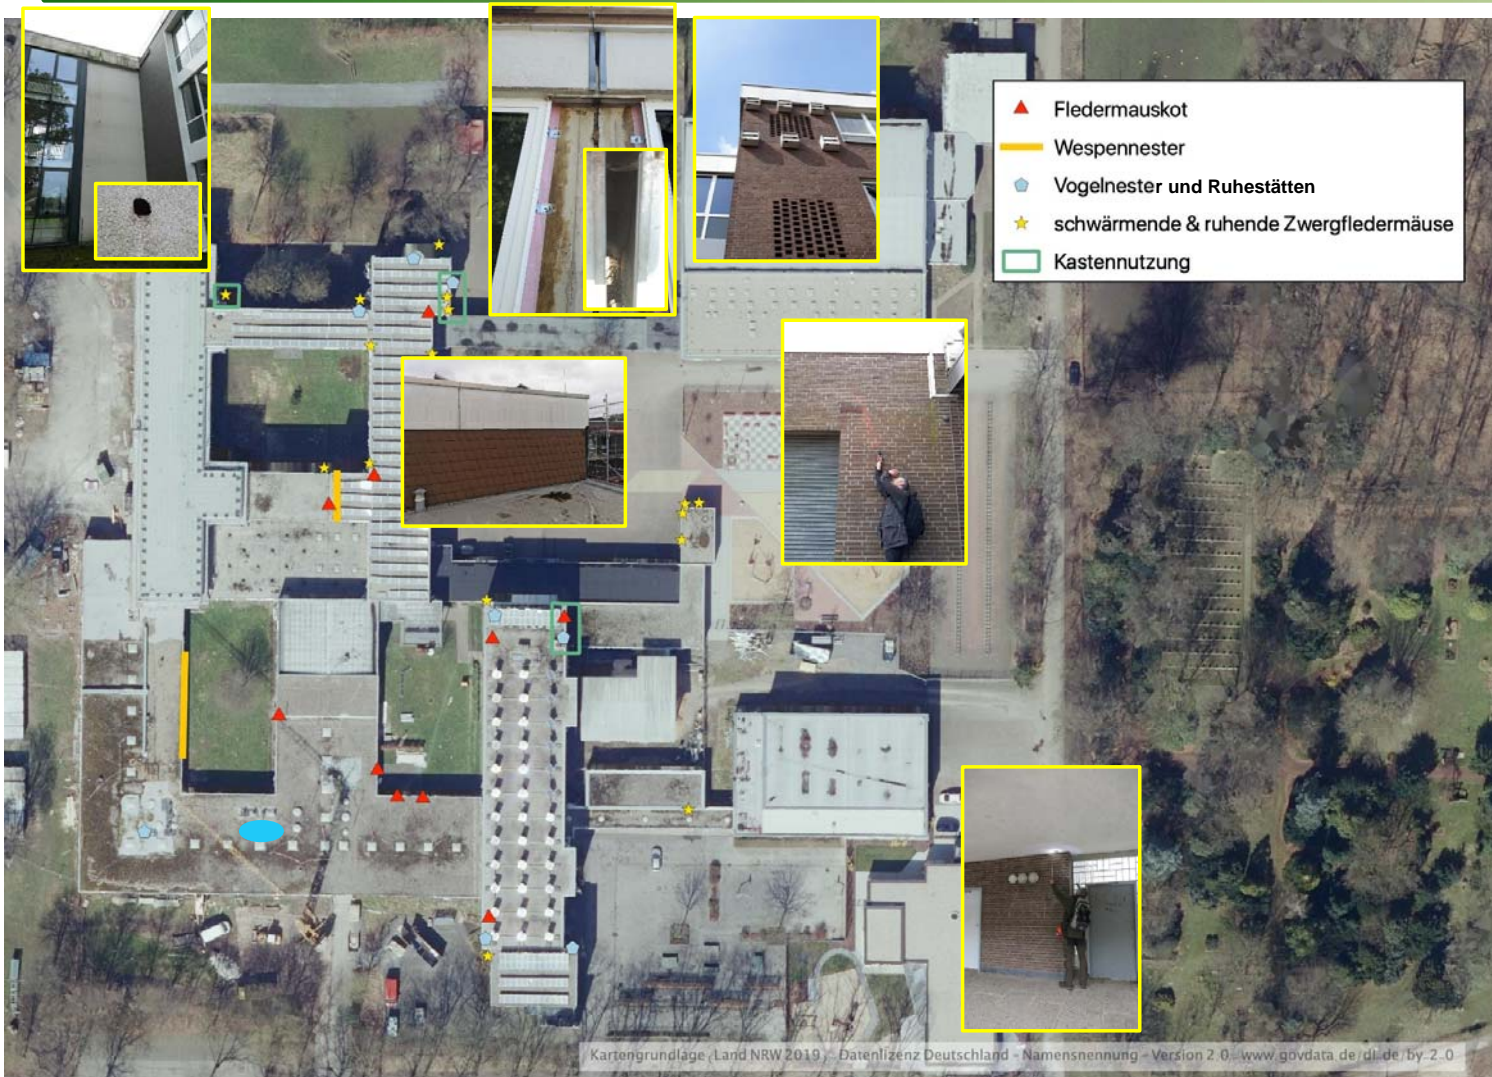 Fledermauskot
Wespennester
Vogelnester und Ruhestätten
schwärmende & ruhende Zwergfledermäuse
Kastennutzung
Kartengrundlage: Land NRW 2019, Datenlizenz Deutschland - Namensnennung - Version 2.0 - www.govdata.de/dl-de/by-2-0